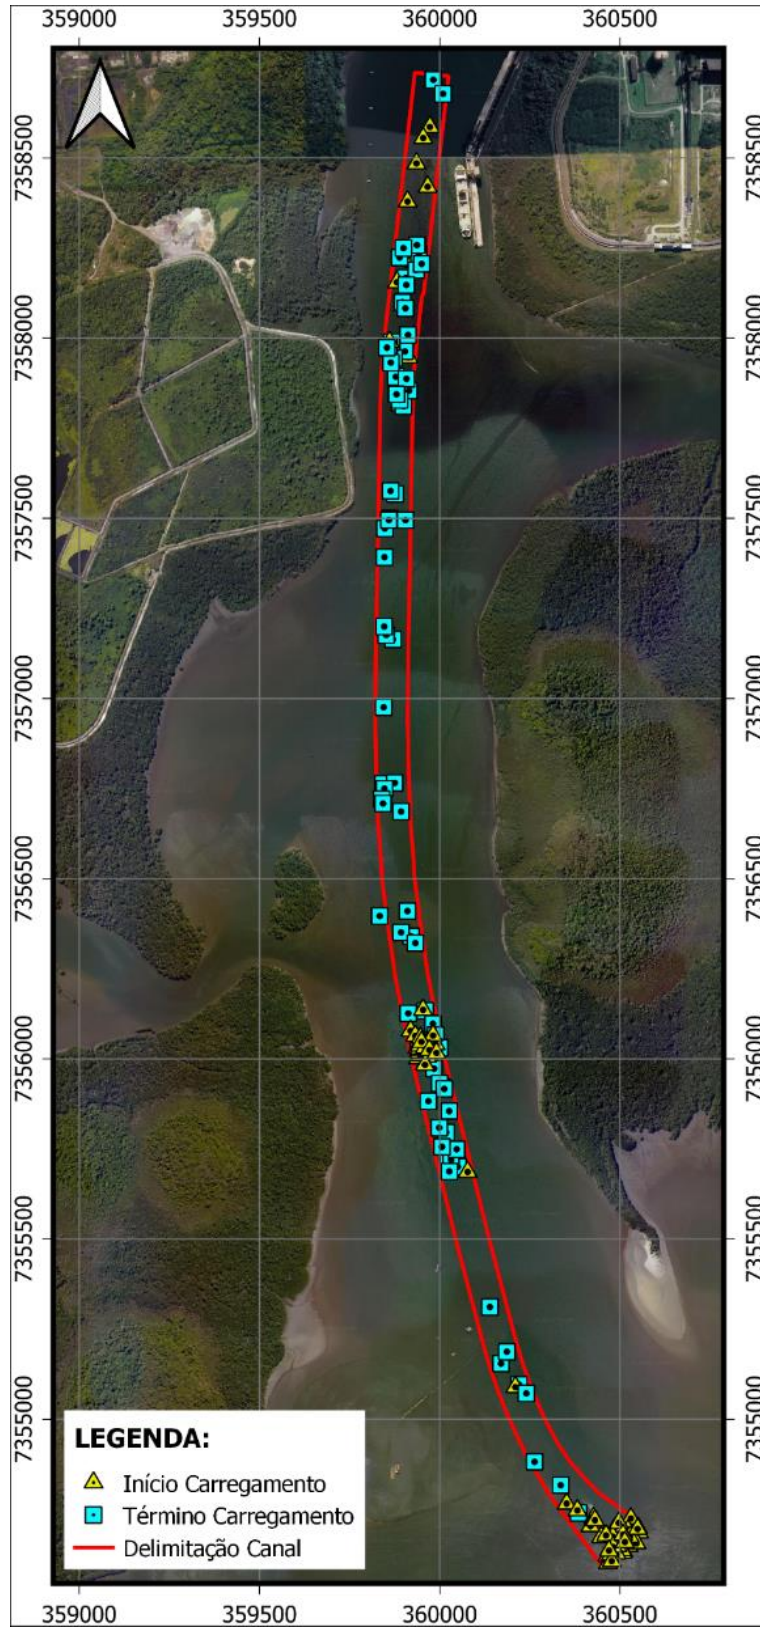 359000 359500 360000 360500
7358500 7358500
7358000 7358000
7357500 7357500
7357000 7357000
7356500 7356500
7356000 7356000
7355500 7355500
7355000 7355000
LEGENDA:
Início Carregamento
Término Carregamento
Delimitação Canal
359000 359500 360000 360500